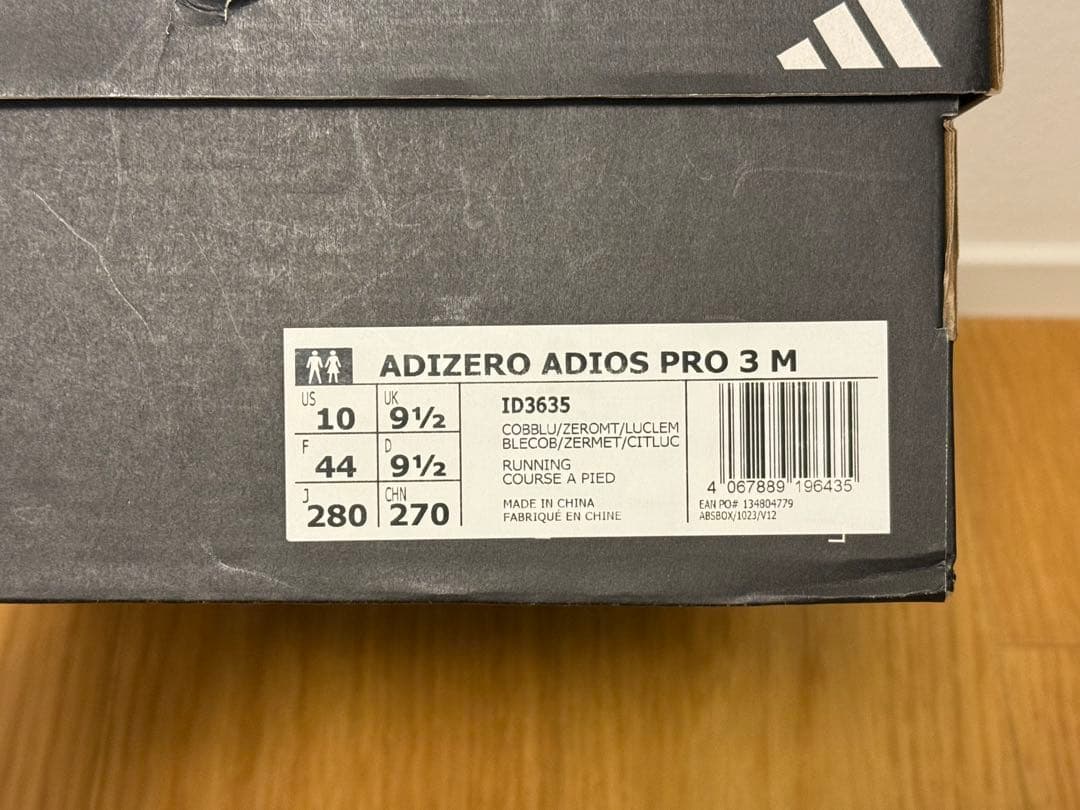 ADIZERO ADIOS PRO 3 M
US 10 UK 9½
F 44 D 9½
J 280 CHN 270
ID3635
COBBLU/ZEROMT/LUCLEM
BLECOB/ZERMET/CITLUC
RUNNING
COURSE A PIED
MADE IN CHINA
FABRIQUÉ EN CHINE
4 067889 196435
EAN PO# 134804779
ABSBOX/1023/V12